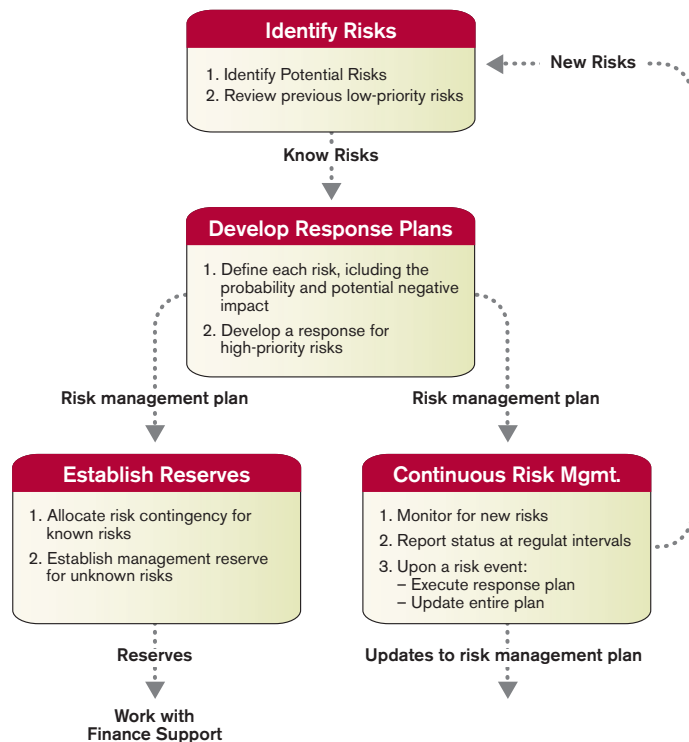 Identify Risks
1. Identify Potential Risks
2. Review previous low-priority risks
New Risks
Know Risks
Develop Response Plans
1. Define each risk, icluding the
probability and potential negative
impact
2. Develop a response for
high-priority risks
Risk management plan
Risk management plan
Establish Reserves
1. Allocate risk contingency for
known risks
2. Establish management reserve
for unknown risks
Continuous Risk Mgmt.
1. Monitor for new risks
2. Report status at regulat intervals
3. Upon a risk event:
– Execute response plan
– Update entire plan
Reserves
Updates to risk management plan
Work with
Finance Support